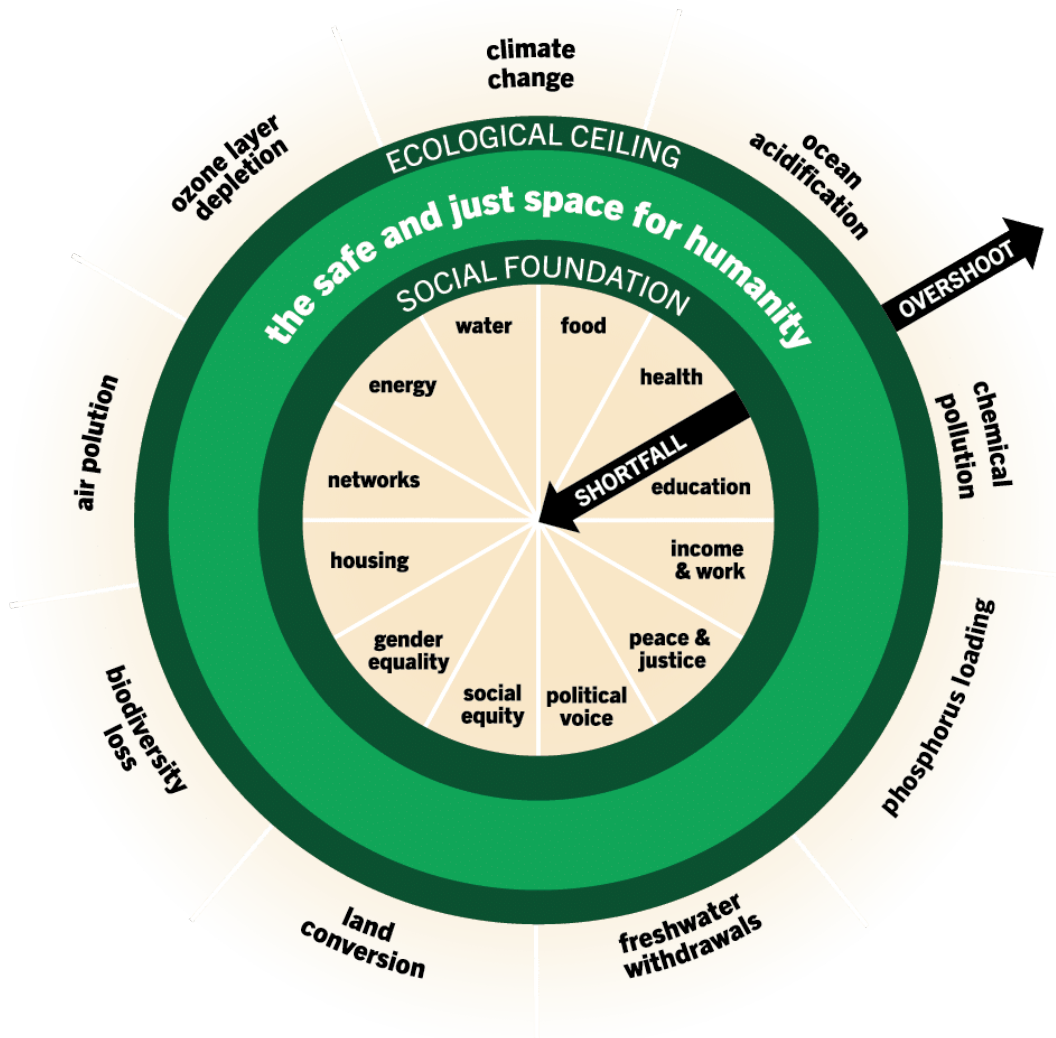 climate
change
ocean
acidification
OVERSHOOT
chemical
pollution
phosphorus loading
freshwater
withdrawals
land
conversion
biodiversity
loss
air polution
ozone layer
depletion
ECOLOGICAL CEILING
the safe and just space for humanity
SOCIAL FOUNDATION
water
food
health
SHORTFALL
education
income
& work
peace &
justice
political
voice
social
equity
gender
equality
housing
networks
energy